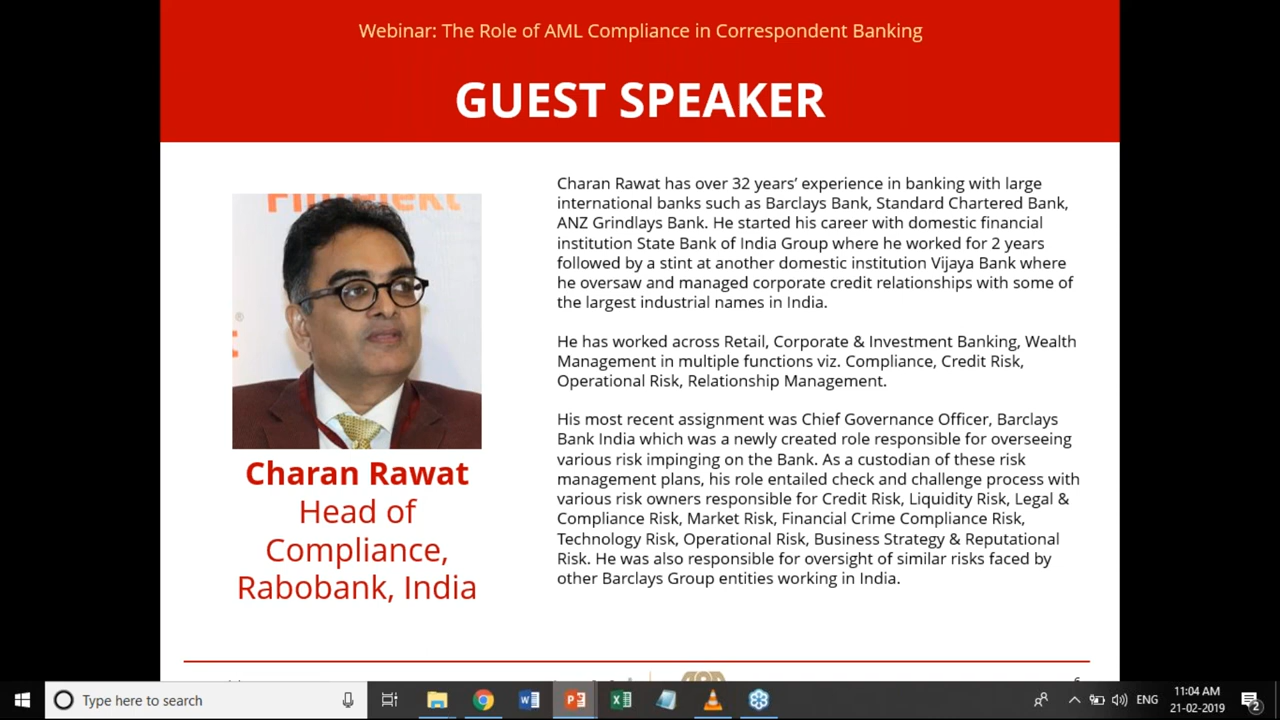 Webinar: The Role of AML Compliance in Correspondent Banking
GUEST SPEAKER
Charan Rawat
Head of
Compliance,
Rabobank, India
Charan Rawat has over 32 years’ experience in banking with large
international banks such as Barclays Bank, Standard Chartered Bank,
ANZ Grindlays Bank. He started his career with domestic financial
institution State Bank of India Group where he worked for 2 years
followed by a stint at another domestic institution Vijaya Bank where
he oversaw and managed corporate credit relationships with some of
the largest industrial names in India.
He has worked across Retail, Corporate & Investment Banking, Wealth
Management in multiple functions viz. Compliance, Credit Risk,
Operational Risk, Relationship Management.
His most recent assignment was Chief Governance Officer, Barclays
Bank India which was a newly created role responsible for overseeing
various risk impinging on the Bank. As a custodian of these risk
management plans, his role entailed check and challenge process with
various risk owners responsible for Credit Risk, Liquidity Risk, Legal &
Compliance Risk, Market Risk, Financial Crime Compliance Risk,
Technology Risk, Operational Risk, Business Strategy & Reputational
Risk. He was also responsible for oversight of similar risks faced by
other Barclays Group entities working in India.
Type here to search
ENG
11:04 AM
21-02-2019
2